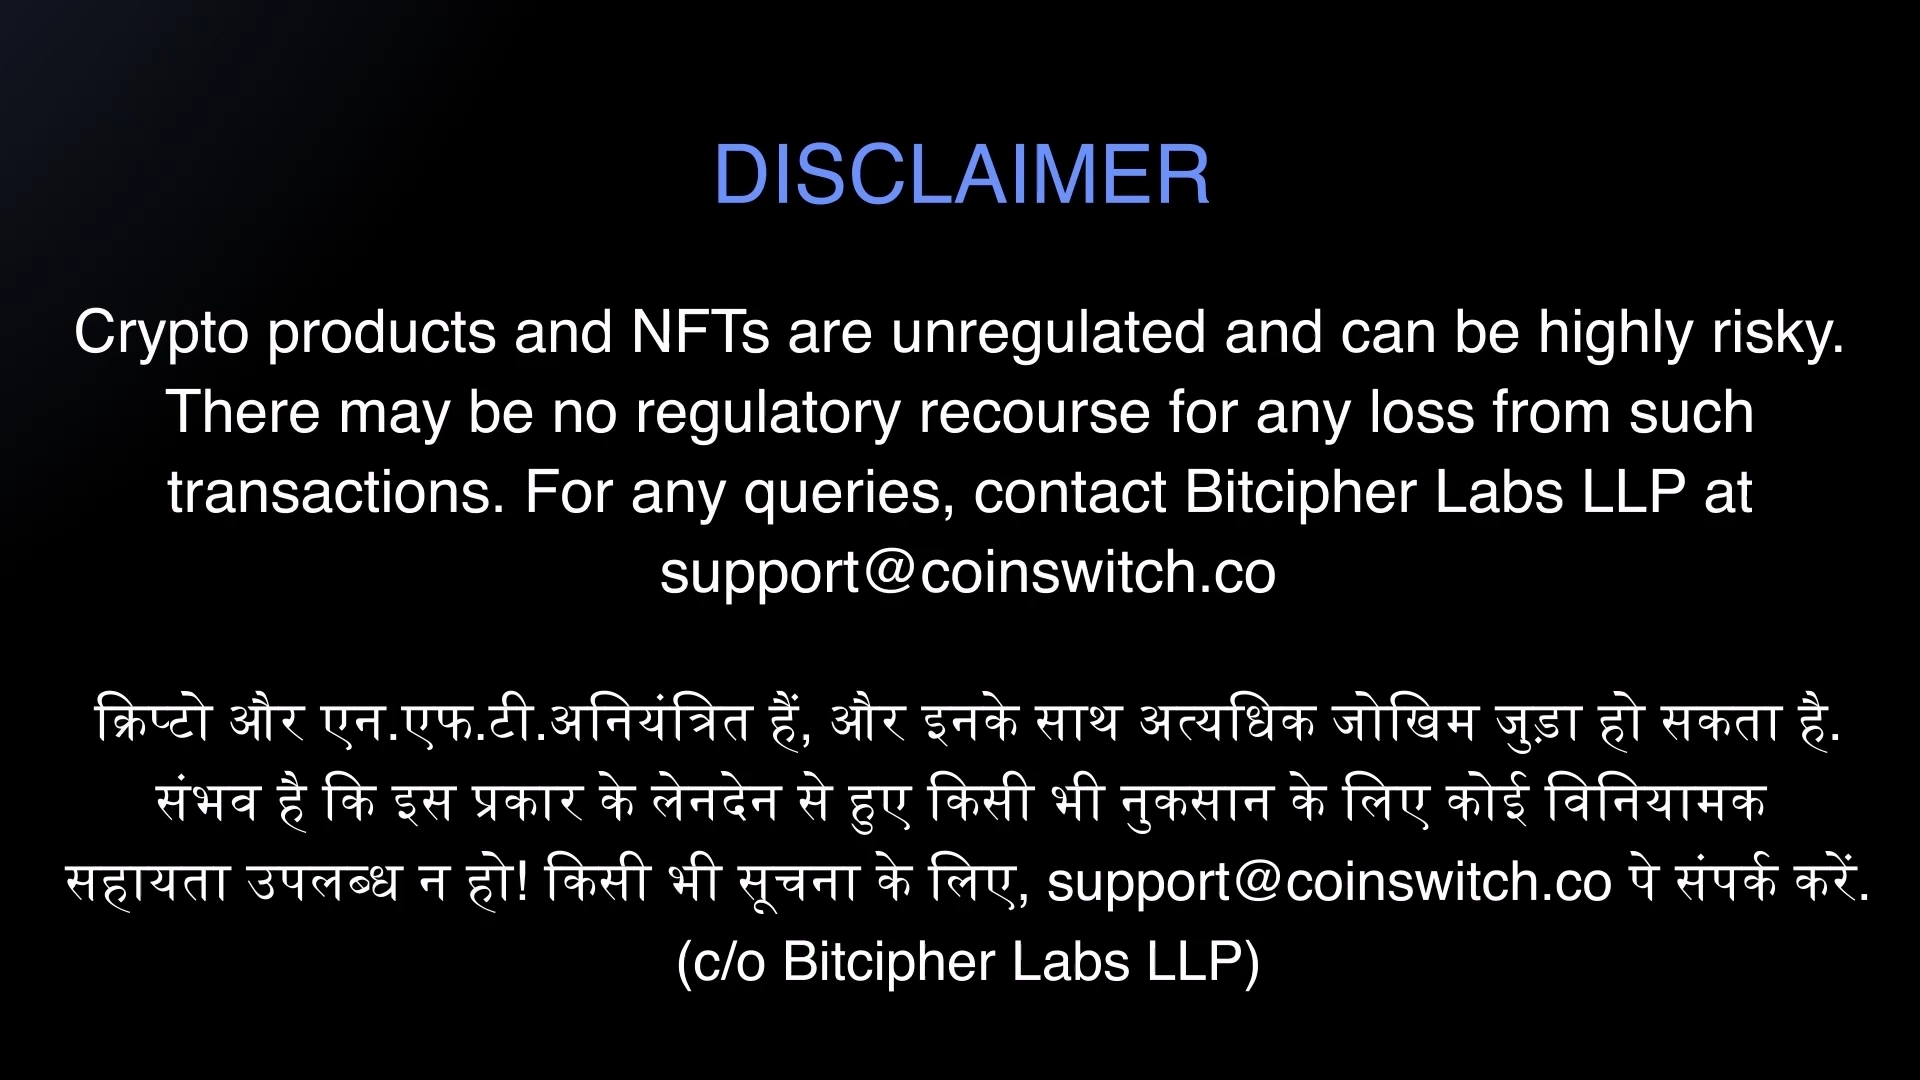 DISCLAIMER
Crypto products and NFTs are unregulated and can be highly risky.
There may be no regulatory recourse for any loss from such
transactions. For any queries, contact Bitcipher Labs LLP at
support@coinswitch.co
क्रिप्टो और एन.एफ.टी.अनियंत्रित हैं, और इनके साथ अत्यधिक जोखिम जुड़ा हो सकता है.
संभव है कि इस प्रकार के लेनदेन से हुए किसी भी नुकसान के लिए कोई विनियामक
सहायता उपलब्ध न हो! किसी भी सूचना के लिए, support@coinswitch.co पे संपर्क करें.
(c/o Bitcipher Labs LLP)